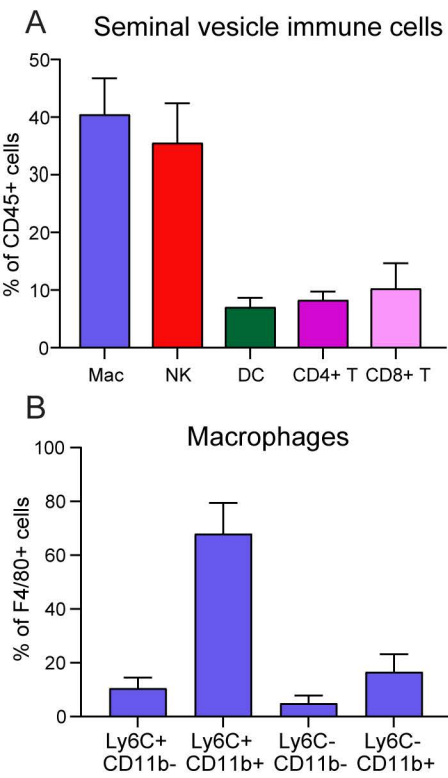 A
Seminal vesicle immune cells
% of CD45+ cells
50
40
30
20
10
0
Mac NK DC CD4+ T CD8+ T
B
Macrophages
% of F4/80+ cells
100
80
60
40
20
0
Ly6C+ Ly6C+ Ly6C- Ly6C-
CD11b- CD11b+ CD11b- CD11b+